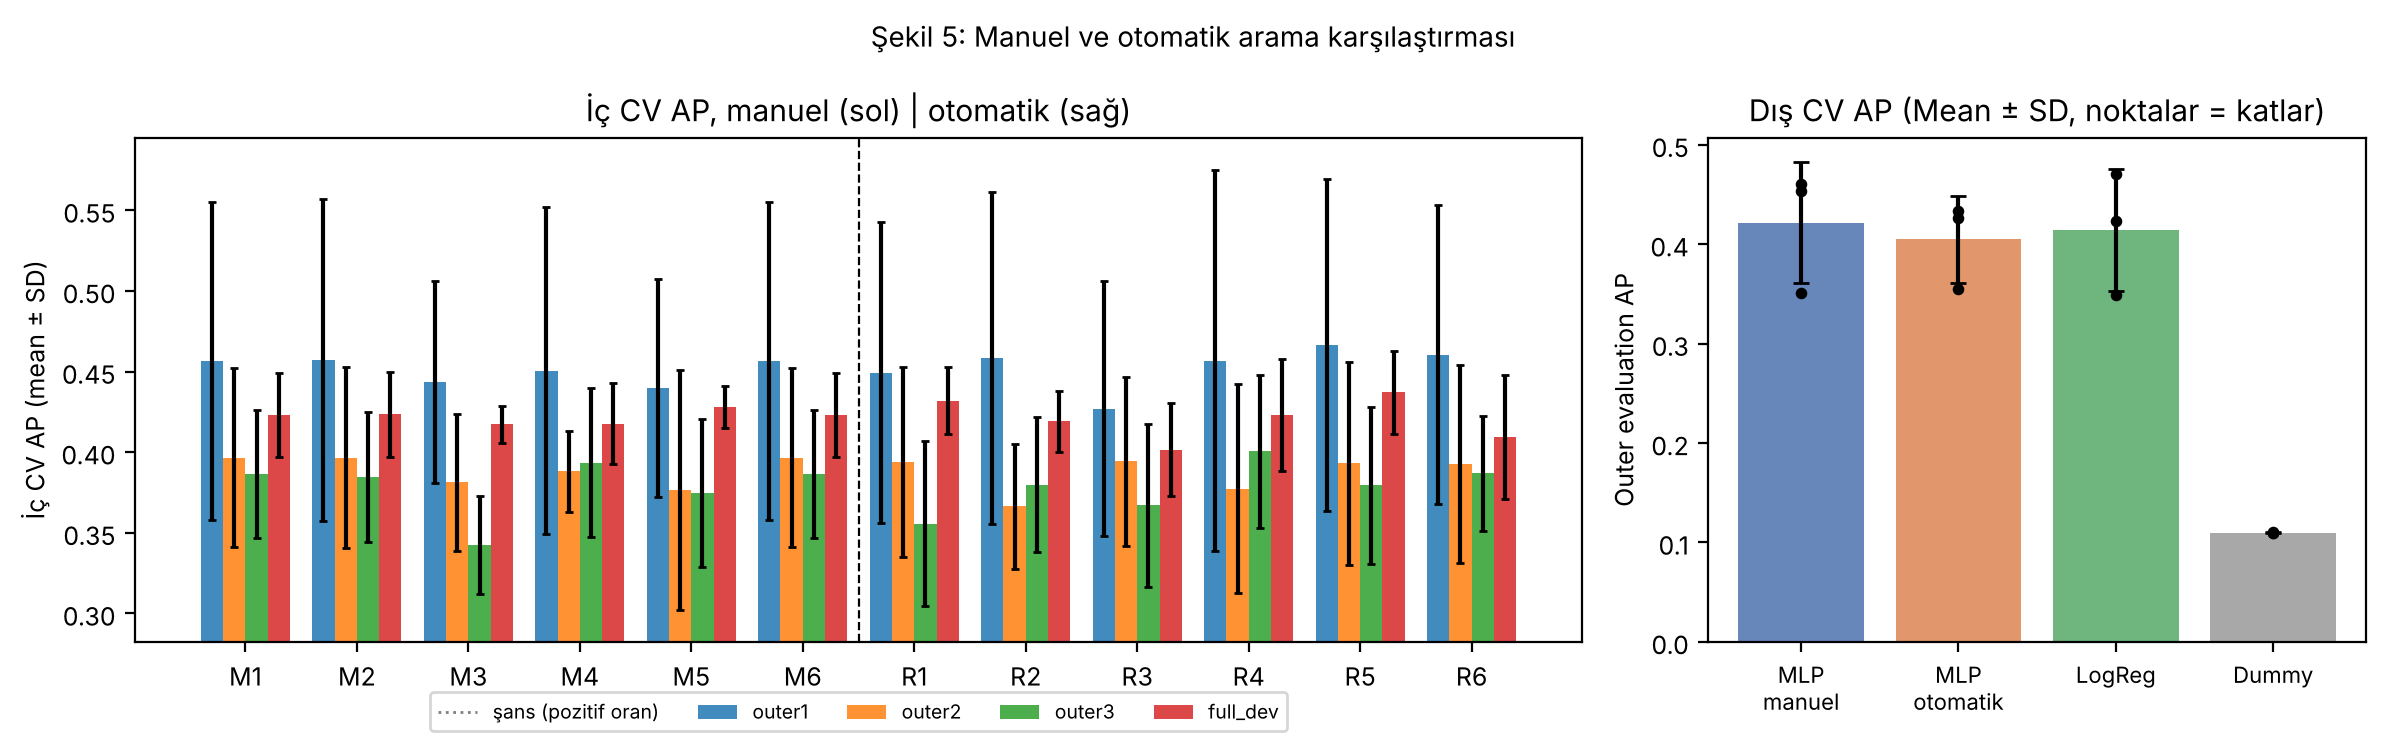 Şekil 5: Manuel ve otomatik arama karşılaştırması
İç CV AP, manuel (sol) | otomatik (sağ)
İç CV AP (mean ± SD)
0.55
0.50
0.45
0.40
0.35
0.30
M1 M2 M3 M4 M5 M6 R1 R2 R3 R4 R5 R6
şans (pozitif oran) outer1 outer2 outer3 full_dev
Dış CV AP (Mean ± SD, noktalar = katlar)
Outer evaluation AP
0.5
0.4
0.3
0.2
0.1
0.0
MLP manuel
MLP otomatik
LogReg
Dummy